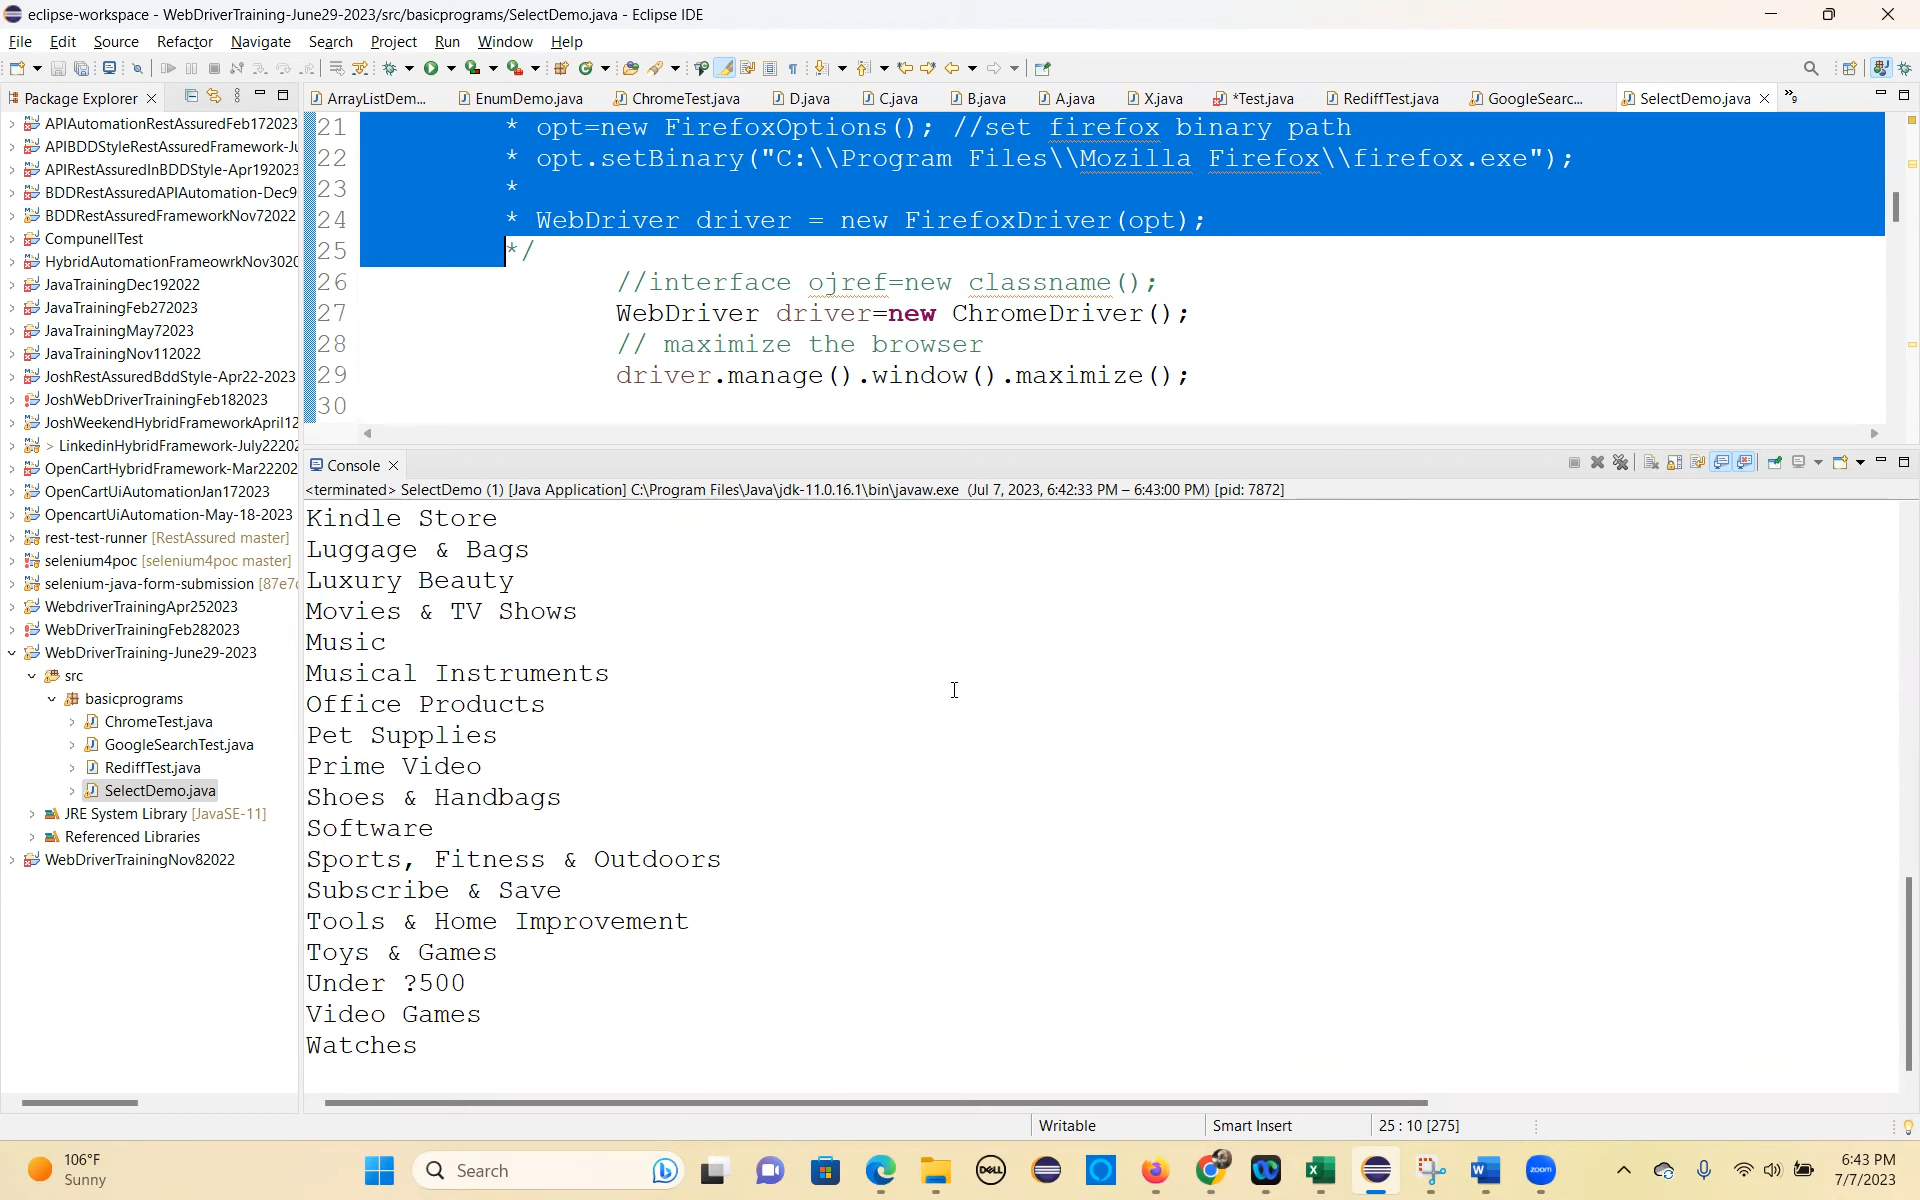 eclipse-workspace - WebDriverTraining-June29-2023/src/basicprograms/SelectDemo.java - Eclipse IDE
File Edit Source Refactor Navigate Search Project Run Window Help
Package Explorer
ArrayListDem... EnumDemo.java ChromeTest.java D.java C.java B.java A.java X.java *Test.java RediffTest.java GoogleSearc... SelectDemo.java »9
APIAutomationRestAssuredFeb172023
APIBDDStyleRestAssuredFramework-Ju
APIRestAssuredInBDDStyle-Apr192023
BDDRestAssuredAPIAutomation-Dec9
BDDRestAssuredFrameworkNov72022
CompunellTest
HybridAutomationFrameowrkNov3020
JavaTrainingDec192022
JavaTrainingFeb272023
JavaTrainingMay72023
JavaTrainingNov112022
JoshRestAssuredBddStyle-Apr22-2023
JoshWebDriverTrainingFeb182023
JoshWeekendHybridFrameworkApril12
> LinkedinHybridFramework-July2220
OpenCartHybridFramework-Mar22202
OpenCartUiAutomationJan172023
OpencartUiAutomation-May-18-2023
rest-test-runner [RestAssured master]
selenium4poc [selenium4poc master]
selenium-java-form-submission [87e7
WebdriverTrainingApr252023
WebDriverTrainingFeb282023
WebDriverTraining-June29-2023
src
basicprograms
ChromeTest.java
GoogleSearchTest.java
RediffTest.java
SelectDemo.java
JRE System Library [JavaSE-11]
Referenced Libraries
WebDriverTrainingNov82022
21 * opt=new FirefoxOptions(); //set firefox binary path
22 * opt.setBinary("C:\\Program Files\\Mozilla Firefox\\firefox.exe");
23 *
24 * WebDriver driver = new FirefoxDriver(opt);
25 */
26 //interface ojref=new classname();
27 WebDriver driver=new ChromeDriver();
28 // maximize the browser
29 driver.manage().window().maximize();
30
Console
<terminated> SelectDemo (1) [Java Application] C:\Program Files\Java\jdk-11.0.16.1\bin\javaw.exe (Jul 7, 2023, 6:42:33 PM – 6:43:00 PM) [pid: 7872]
Kindle Store
Luggage & Bags
Luxury Beauty
Movies & TV Shows
Music
Musical Instruments
Office Products
Pet Supplies
Prime Video
Shoes & Handbags
Software
Sports, Fitness & Outdoors
Subscribe & Save
Tools & Home Improvement
Toys & Games
Under ?500
Video Games
Watches
Writable Smart Insert 25 : 10 [275]
106°F
Sunny
Search
DELL
zoom
6:43 PM
7/7/2023